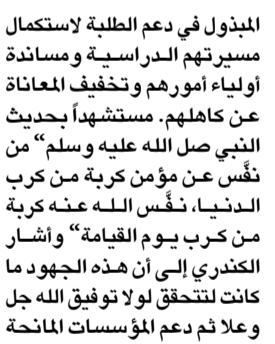 المبذول في دعم الطلبة لاستكمال
مسيرتهم الدراسية ومساندة
أولياء أمورهم وتخفيف المعاناة
عن كاهلهم. مستشهداً بحديث
النبي صل الله عليه وسلم“ من
نفَّس عن مؤمن كربة من كرب
الدنيا، نفَّس الله عنه كربة
من كرب يوم القيامة“ وأشار
الكندري إلى أن هذه الجهود ما
كانت لتتحقق لولا توفيق الله جل
وعلا ثم دعم المؤسسات المانحة